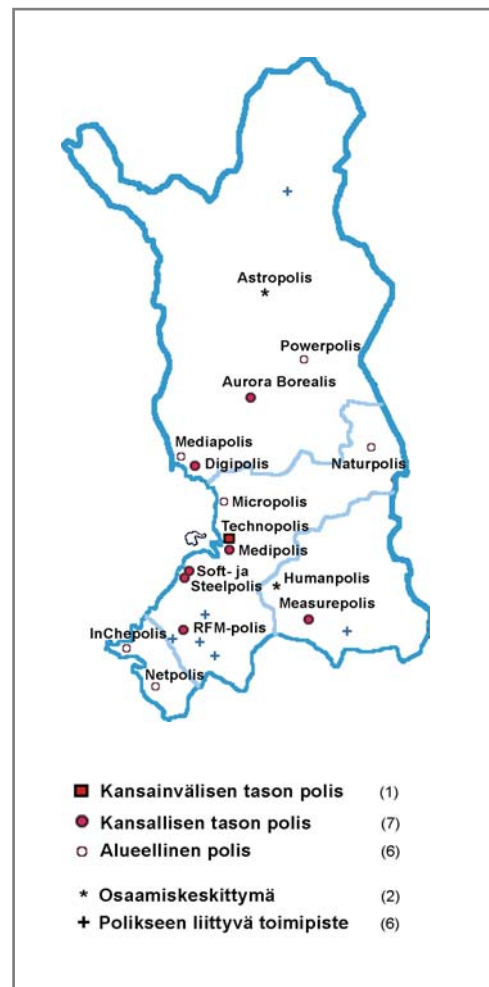 Astropolis
*
Powerpolis
Aurora Borealis
Mediapolis
Digipolis
Naturpolis
Micropolis
Technopolis
Medipolis
Soft- ja
Steelpolis
Humanpolis
*
Measurepolis
InChepolis
RFM-polis
Netpolis
Kansainvälisen tason polis (1)
Kansallisen tason polis (7)
Alueellinen polis (6)
* Osaamiskeskittymä (2)
+ Polikseen liittyvä toimipiste (6)